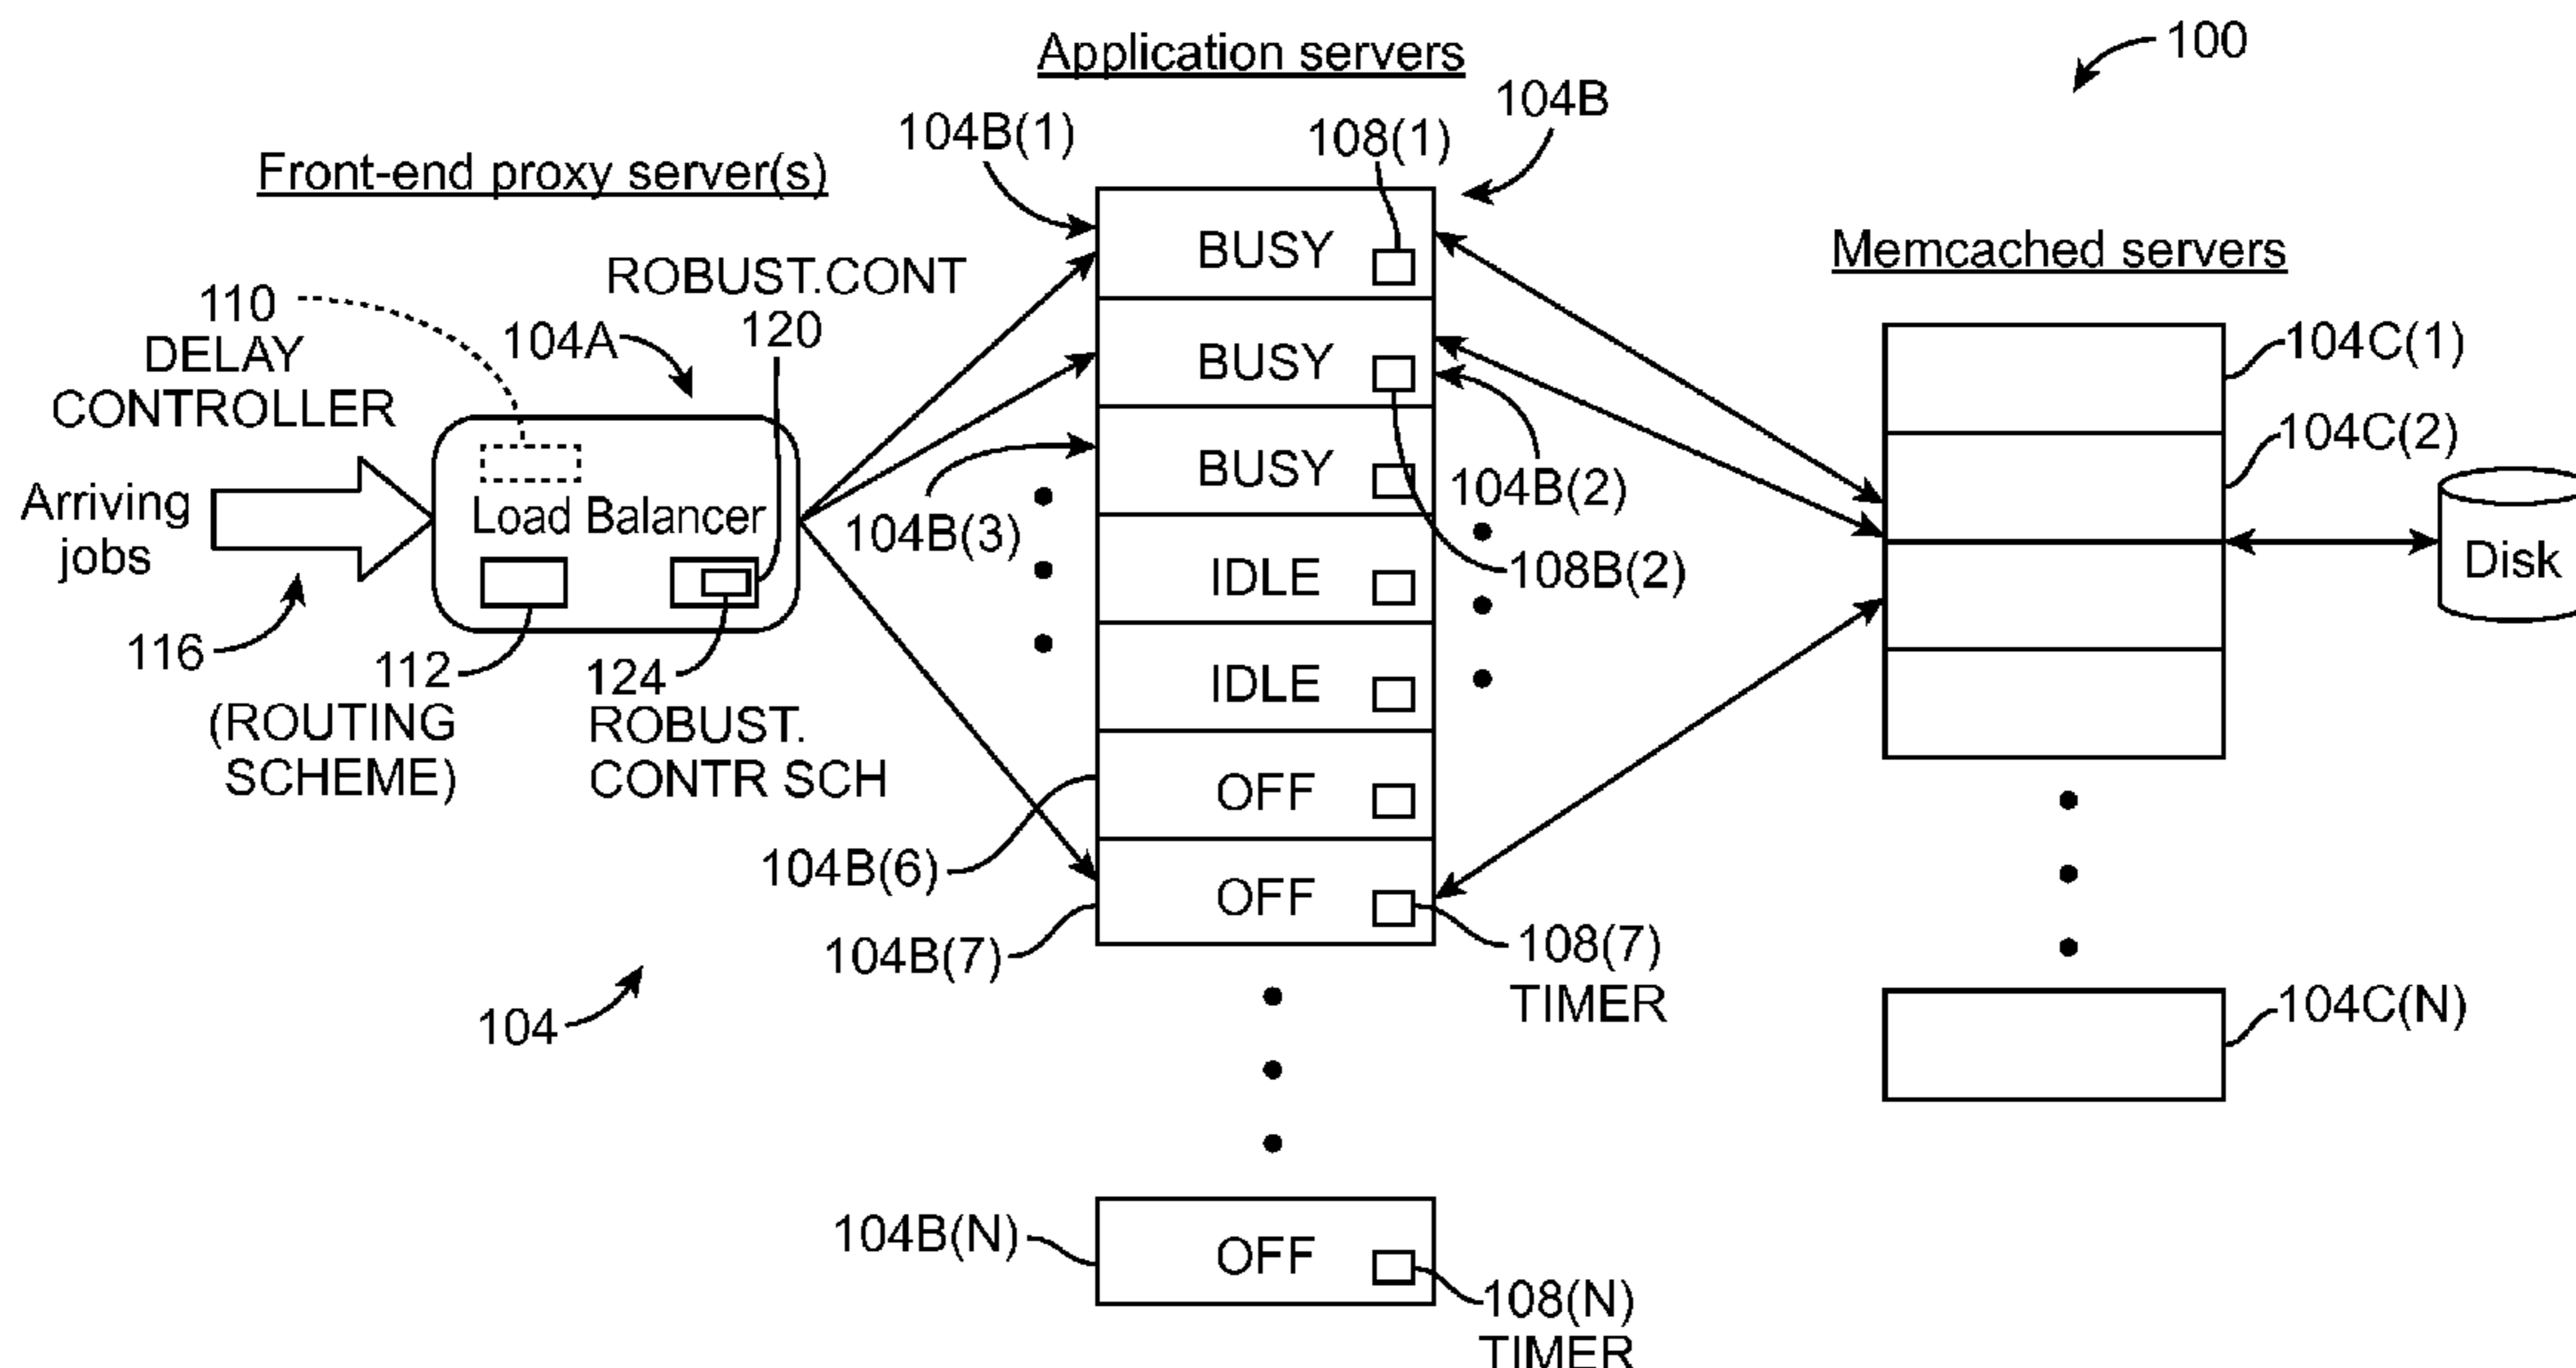 Application servers
100
104B
104B(1)
108(1)
Front-end proxy server(s)
Memcached servers
BUSY
ROBUST.CONT
110
120
DELAY
CONTROLLER
104A
BUSY
104C(1)
104C(2)
BUSY
104B(2)
104B(3)
Arriving
jobs
Load Balancer
Disk
IDLE
108B(2)
116
112
(ROUTING
SCHEME)
124
ROBUST.
CONTR SCH
IDLE
OFF
104B(6)
OFF
104B(7)
108(7)
TIMER
104
104C(N)
104B(N)
OFF
108(N)
TIMER